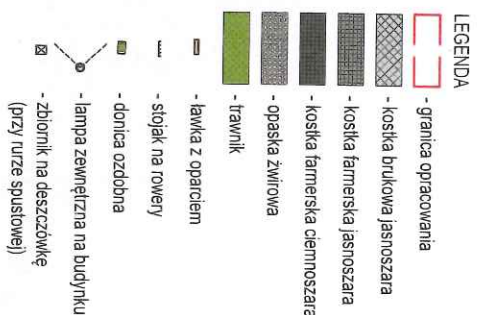 LEGENDA
- granica opracowania
- kostka brukowa jasnoszara
- kostka farmerska jasnoszara
- kostka farmerska ciemnoszara
- opaska żwirowa
- trawnik
- ławka z oparciem
- stojak na rowery
- donica ozdobna
- lampa zewnętrzna na budynku
- zbiornik na deszczówkę
(przy rurze spustowej)